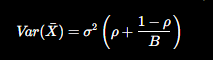 Var(X̄) = σ² (ρ + (1 − ρ)/B)